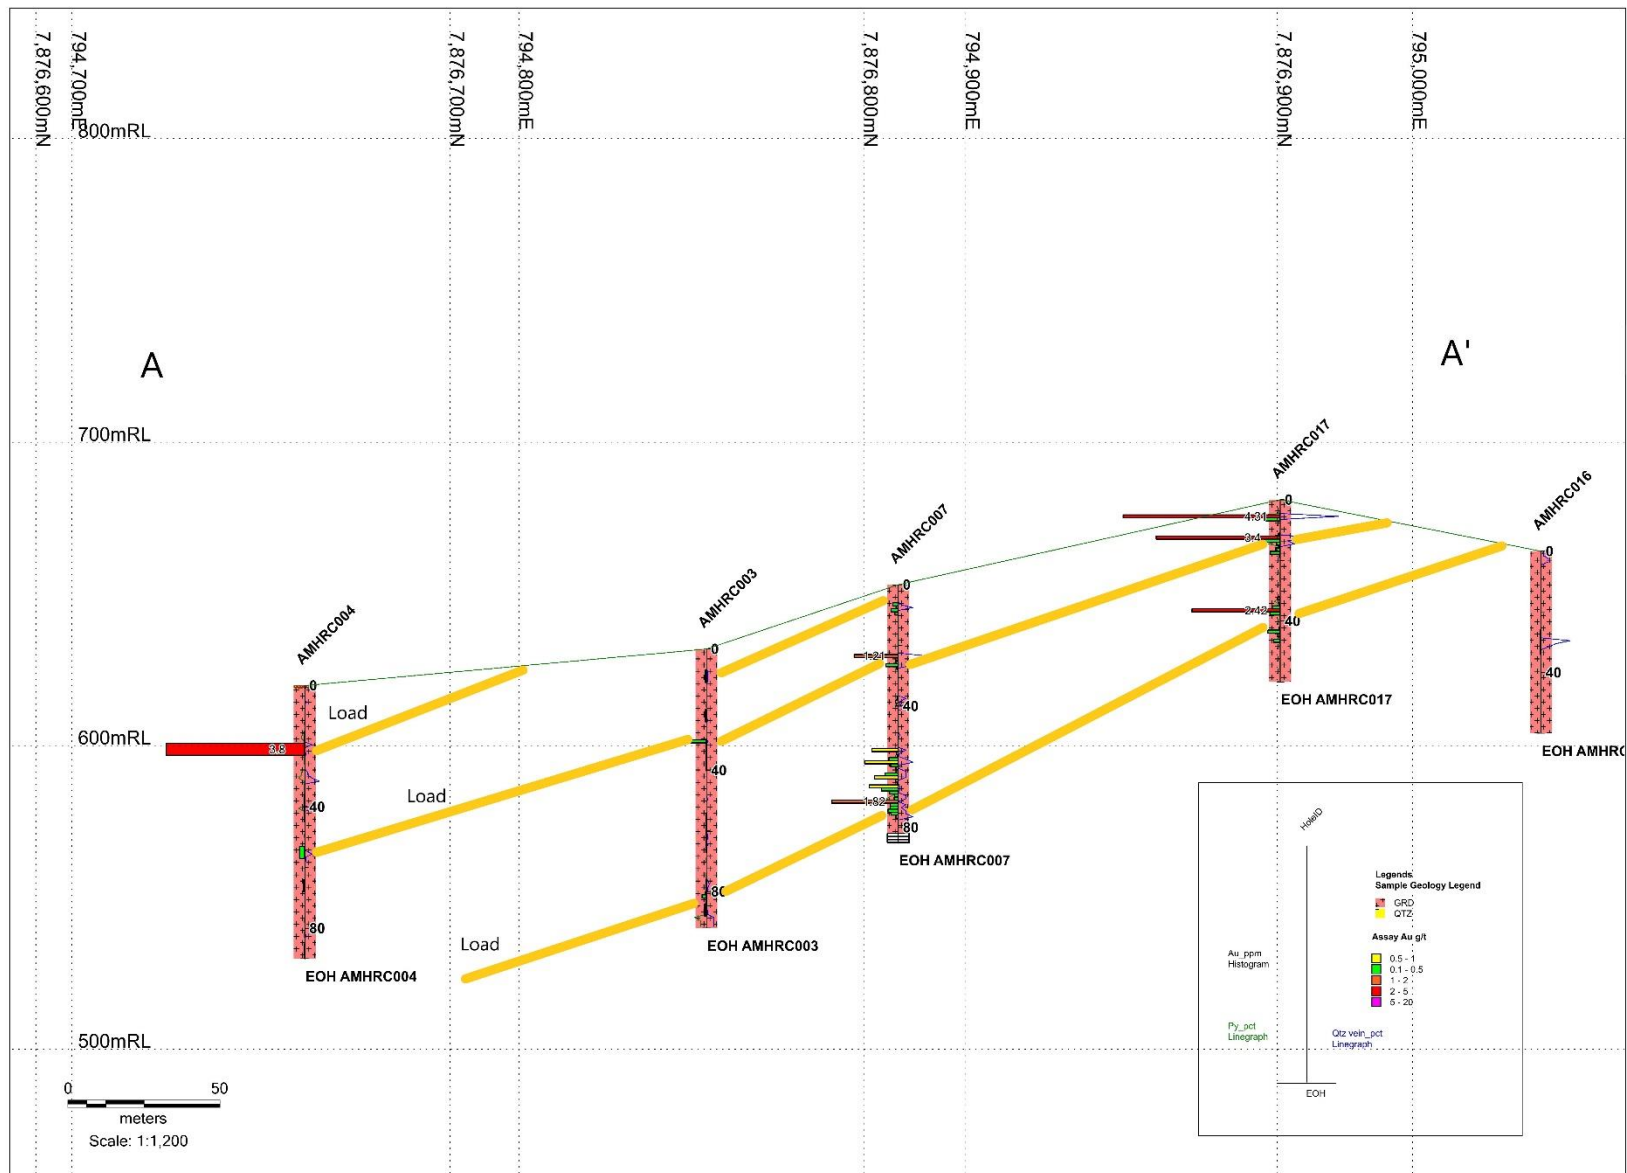 7,876,600mN
794,700mE
7,876,700mN
794,800mE
7,876,800mN
794,900mE
7,876,900mN
795,000mE
800mRL
A
A'
700mRL
AMHRC017
0
4.31
3.4
2.42
40
EOH AMHRC017
AMHRC016
0
40
EOH AMHRC
AMHRC007
0
1.21
40
1.82
80
EOH AMHRC007
AMHRC003
0
40
80
EOH AMHRC003
AMHRC004
0
3.8
40
80
EOH AMHRC004
Load
Load
Load
600mRL
500mRL
0 50
meters
Scale: 1:1,200
HoleID
Legends
Sample Geology Legend
GRD
QTZ
Assay Au g/t
0.5 - 1
0.1 - 0.5
1 - 2
2 - 5
5 - 20
Au_ppm
Histogram
Py_pct
Linegraph
Qtz vein_pct
Linegraph
EOH